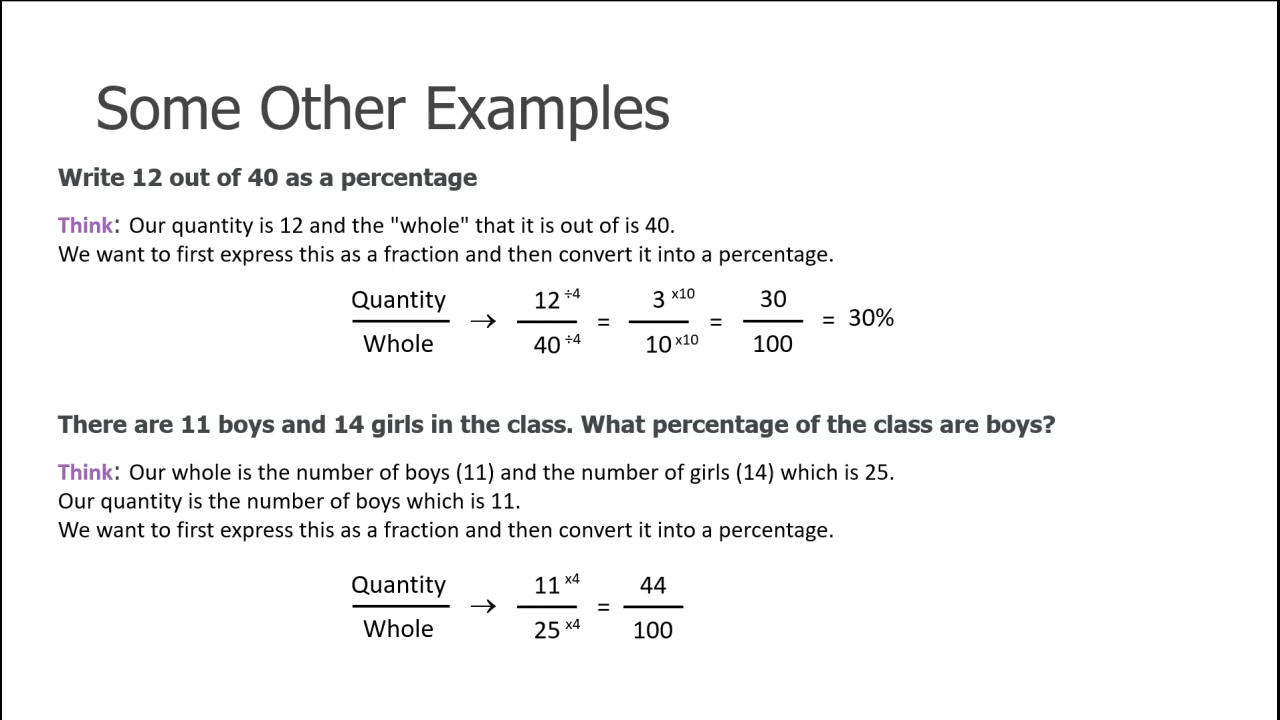 Some Other Examples
Write 12 out of 40 as a percentage
Think: Our quantity is 12 and the "whole" that it is out of is 40.
We want to first express this as a fraction and then convert it into a percentage.
Quantity 12 ÷4 3 x10 30
→ = = = 30%
Whole 40 ÷4 10 x10 100
There are 11 boys and 14 girls in the class. What percentage of the class are boys?
Think: Our whole is the number of boys (11) and the number of girls (14) which is 25.
Our quantity is the number of boys which is 11.
We want to first express this as a fraction and then convert it into a percentage.
Quantity 11 x4 44
→ =
Whole 25 x4 100